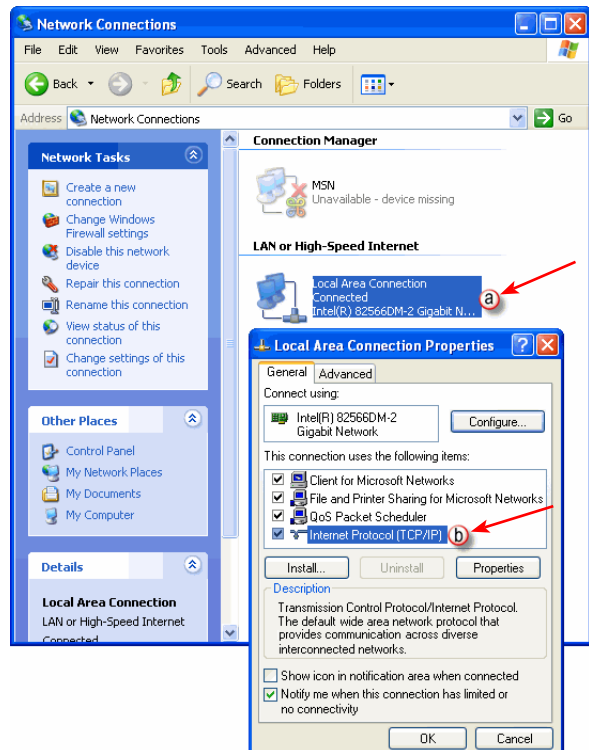 Network Connections
File Edit View Favorites Tools Advanced Help
Back Search Folders
Address Network Connections Go
Network Tasks
Create a new
connection
Change Windows
Firewall settings
Disable this network
device
Repair this connection
Rename this connection
View status of this
connection
Change settings of this
connection
Other Places
Control Panel
My Network Places
My Documents
My Computer
Details
Local Area Connection
LAN or High-Speed Internet
Connected
Connection Manager
MSN
Unavailable - device missing
LAN or High-Speed Internet
Local Area Connection
Connected
Intel(R) 82566DM-2 Gigabit N...
a
Local Area Connection Properties
General Advanced
Connect using:
Intel(R) 82566DM-2
Gigabit Network
Configure...
This connection uses the following items:
Client for Microsoft Networks
File and Printer Sharing for Microsoft Networks
QoS Packet Scheduler
Internet Protocol (TCP/IP) b
Install... Uninstall Properties
Description
Transmission Control Protocol/Internet Protocol.
The default wide area network protocol that
provides communication across diverse
interconnected networks.
Show icon in notification area when connected
Notify me when this connection has limited or
no connectivity
OK Cancel